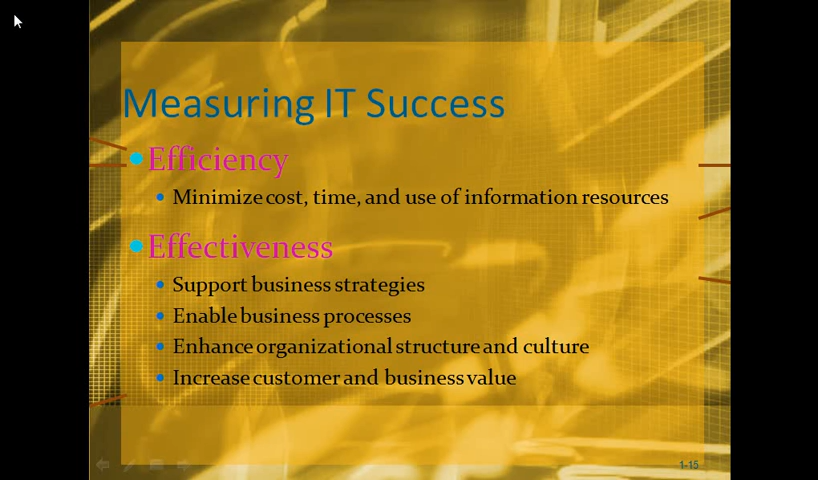 Measuring IT Success
Efficiency
Minimize cost, time, and use of information resources
Effectiveness
Support business strategies
Enable business processes
Enhance organizational structure and culture
Increase customer and business value
1-15